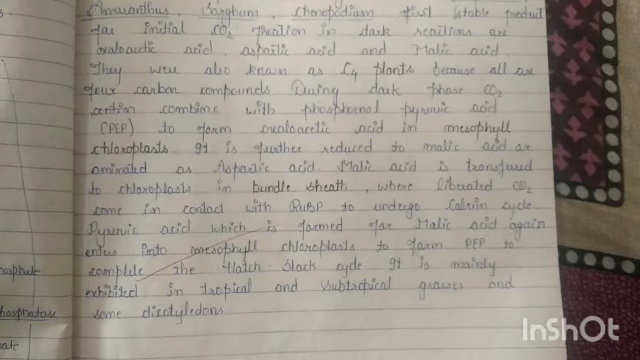 Amaranthus, Sorghum, Chenopodium first stable product
for initial CO2 fixation in dark reactions are
oxaloacetic acid, aspartic acid and Malic acid.
They were also known as C4 plants because all are
four carbon compounds. During dark phase CO2
combine with phosphoenol pyruvic acid
(PEP) to form oxaloacetic acid in mesophyll
chloroplasts. It is further reduced to malic acid or
aminated as Aspartic acid. Malic acid is transferred
to chloroplasts in bundle sheath, where liberated CO2
come in contact with RuBP to undergo Calvin cycle
Pyruvic acid which is formed for Malic acid again
enters into mesophyll chloroplasts to form PEP to
complete the Hatch-Slack cycle It is mainly
exhibited in tropical and subtropical grasses and
some dicotyledons
phosphatase
InShOt